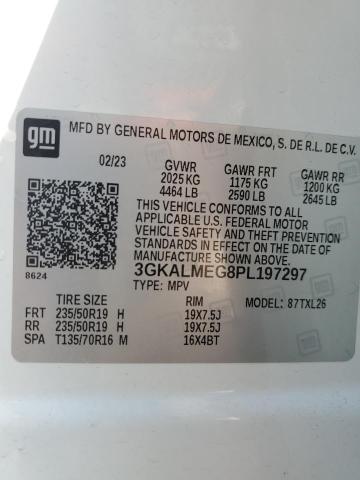 gm MFD BY GENERAL MOTORS DE MEXICO, S. DE R.L. DE C.V.
02/23 GVWR GAWR FRT GAWR RR
2025 KG 1175 KG 1200 KG
4464 LB 2590 LB 2645 LB
THIS VEHICLE CONFORMS TO ALL
APPLICABLE U.S. FEDERAL MOTOR
VEHICLE SAFETY AND THEFT PREVENTION
STANDARDS IN EFFECT ON THE DATE OF
MANUFACTURE SHOWN ABOVE.
8624 3GKALMEG8PL197297
TYPE: MPV MODEL: 87TXL26
TIRE SIZE RIM
FRT 235/50R19 H 19X7.5J
RR 235/50R19 H 19X7.5J
SPA T135/70R16 M 16X4BT